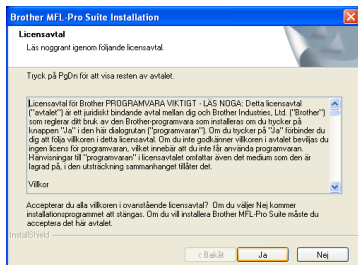 Brother MFL-Pro Suite Installation
Licensavtal
Läs noggrant igenom följande licensavtal.
Tryck på PgDn för att visa resten av avtalet.
Licensavtal för Brother PROGRAMVARA VIKTIGT - LÄS NOGA: Detta licensavtal
("avtalet") är ett juridiskt bindande avtal mellan dig och Brother Industries, Ltd. ("Brother")
som reglerar ditt bruk av den Brother-programvara som installeras om du trycker på
knappen "Ja" i den här dialogrutan ("programvaran"). Om du trycker på "Ja" förbinder du
dig att följa villkoren i detta licensavtal. Om du inte godkänner villkoren i avtalet beviljas du
ingen licens för programvaran, vilket innebär att du inte får använda programvaran.
Hänvisningar till "programvaran" i licensavtalet omfattar även det medium som den är
lagrad på, i den utsträckning sammanhanget tillåter det.
Villkor
Accepterar du alla villkoren i ovanstående licensavtal? Om du väljer Nej kommer
installationsprogrammet att stängas. Om du vill installera Brother MFL-Pro Suite måste du
acceptera det här avtalet.
InstallShield
< Bakåt Ja Nej